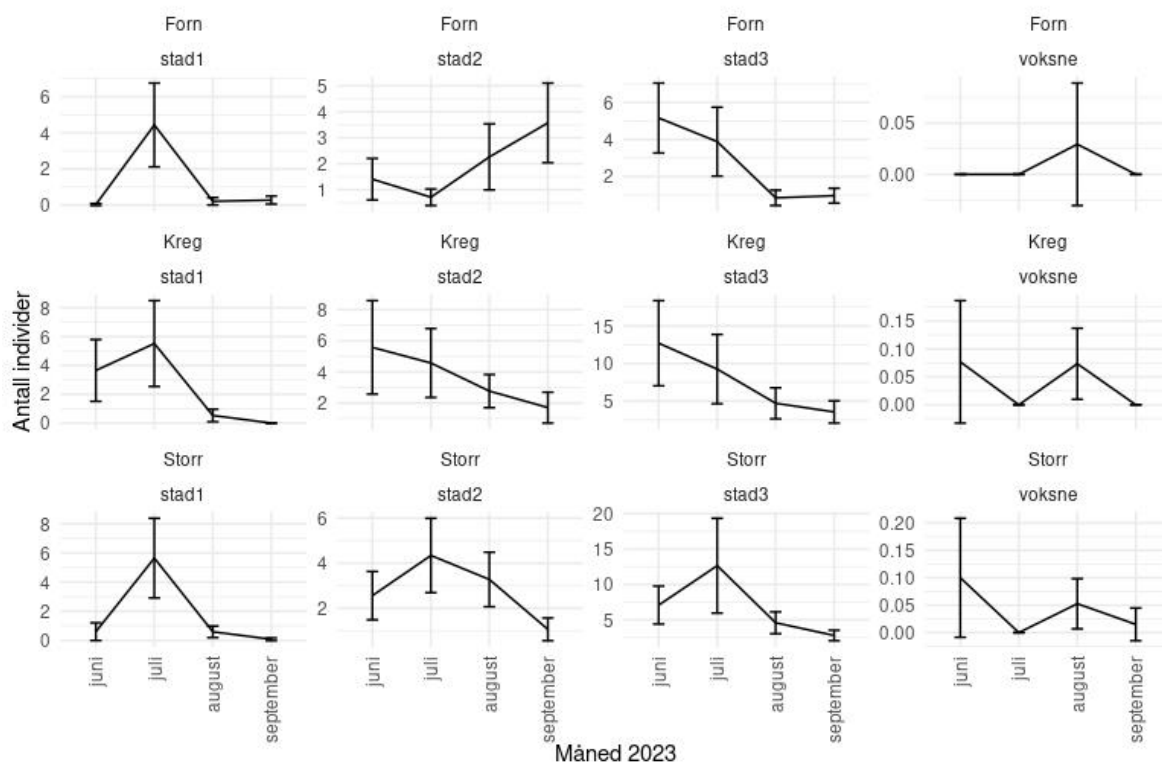 Forn Forn Forn Forn
stad1 stad2 stad3 voksne
6 4 2 0
5 4 3 2 1
6 4 2
0.05 0.00
Kreg Kreg Kreg Kreg
stad1 stad2 stad3 voksne
8 6 4 2 0
8 6 4 2
15 10 5
0.15 0.10 0.05 0.00
Storr Storr Storr Storr
stad1 stad2 stad3 voksne
8 6 4 2 0
6 4 2
20 15 10 5
0.20 0.15 0.10 0.05 0.00
Antall individer
juni juli august september
juni juli august september
juni juli august september
juni juli august september
Måned 2023